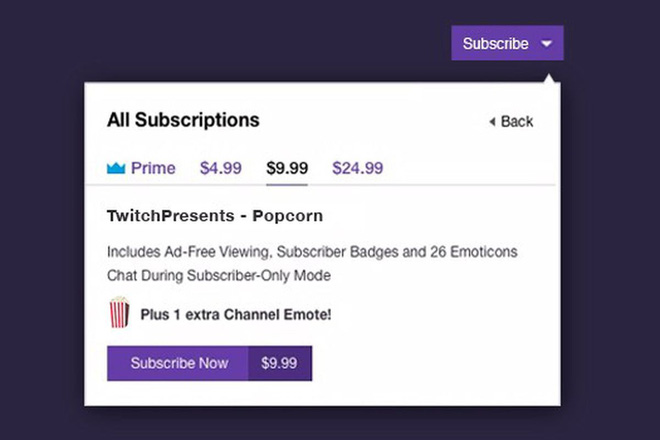 Subscribe
All Subscriptions
Back
Prime $4.99 $9.99 $24.99
TwitchPresents - Popcorn
Includes Ad-Free Viewing, Subscriber Badges and 26 Emoticons
Chat During Subscriber-Only Mode
Plus 1 extra Channel Emote!
Subscribe Now $9.99